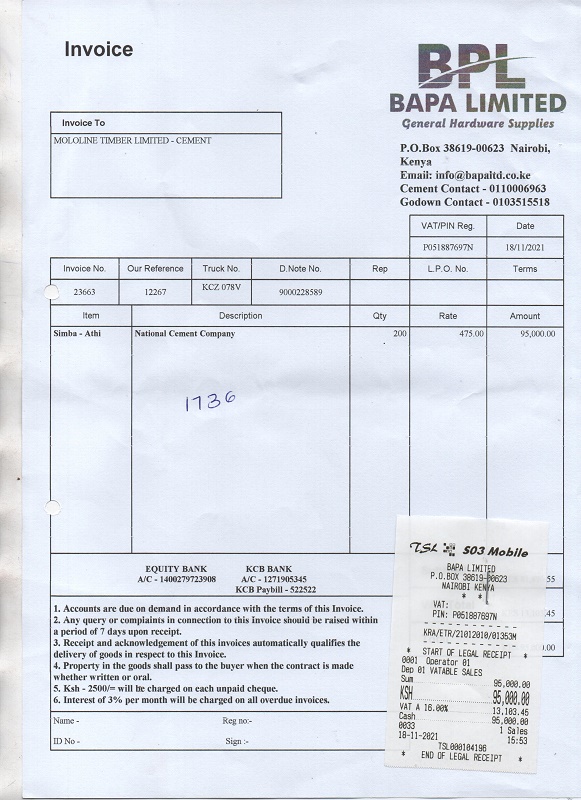 Invoice
BPL
BAPA LIMITED
General Hardware Supplies
Invoice To
MOLOLINE TIMBER LIMITED - CEMENT
P.O.Box 38619-00623 Nairobi,
Kenya
Email: info@bapaltd.co.ke
Cement Contact - 0110006963
Godown Contact - 0103515518
VAT/PIN Reg. Date
P051887697N 18/11/2021
Invoice No. Our Reference Truck No. D.Note No. Rep L.P.O. No. Terms
23663 12267 KCZ 078V 9000228589
Item Description Qty Rate Amount
Simba - Athi National Cement Company 200 475.00 95,000.00
1736
EQUITY BANK KCB BANK
A/C - 1400279723908 A/C - 1271905345
KCB Paybill - 522522
1. Accounts are due on demand in accordance with the terms of this Invoice.
2. Any query or complaints in connection to this Invoice should be raised within
a period of 7 days upon receipt.
3. Receipt and acknowledgement of this invoices automatically qualifies the
delivery of goods in respect to this Invoice.
4. Property in the goods shall pass to the buyer when the contract is made
whether written or oral.
5. Ksh - 2500/= will be charged on each unpaid cheque.
6. Interest of 3% per month will be charged on all overdue invoices.
Name - Reg no:-
ID No - Sign :-
TSL S03 Mobile
BAPA LIMITED
P.O.BOX 38619-00623
NAIROBI KENYA
* *
VAT:
PIN: P051887697N
KRA/ETR/21012010/01353M
* START OF LEGAL RECEIPT *
0001 Operator 01
Dep 01 VATABLE SALES
Sum 95,000.00
KSH 95,000.00
VAT A 16.00% 13,103.45
Cash 95,000.00
0033 1 Sales
18-11-2021 15:53
TSL000104196
* END OF LEGAL RECEIPT *
55
.45
0.00